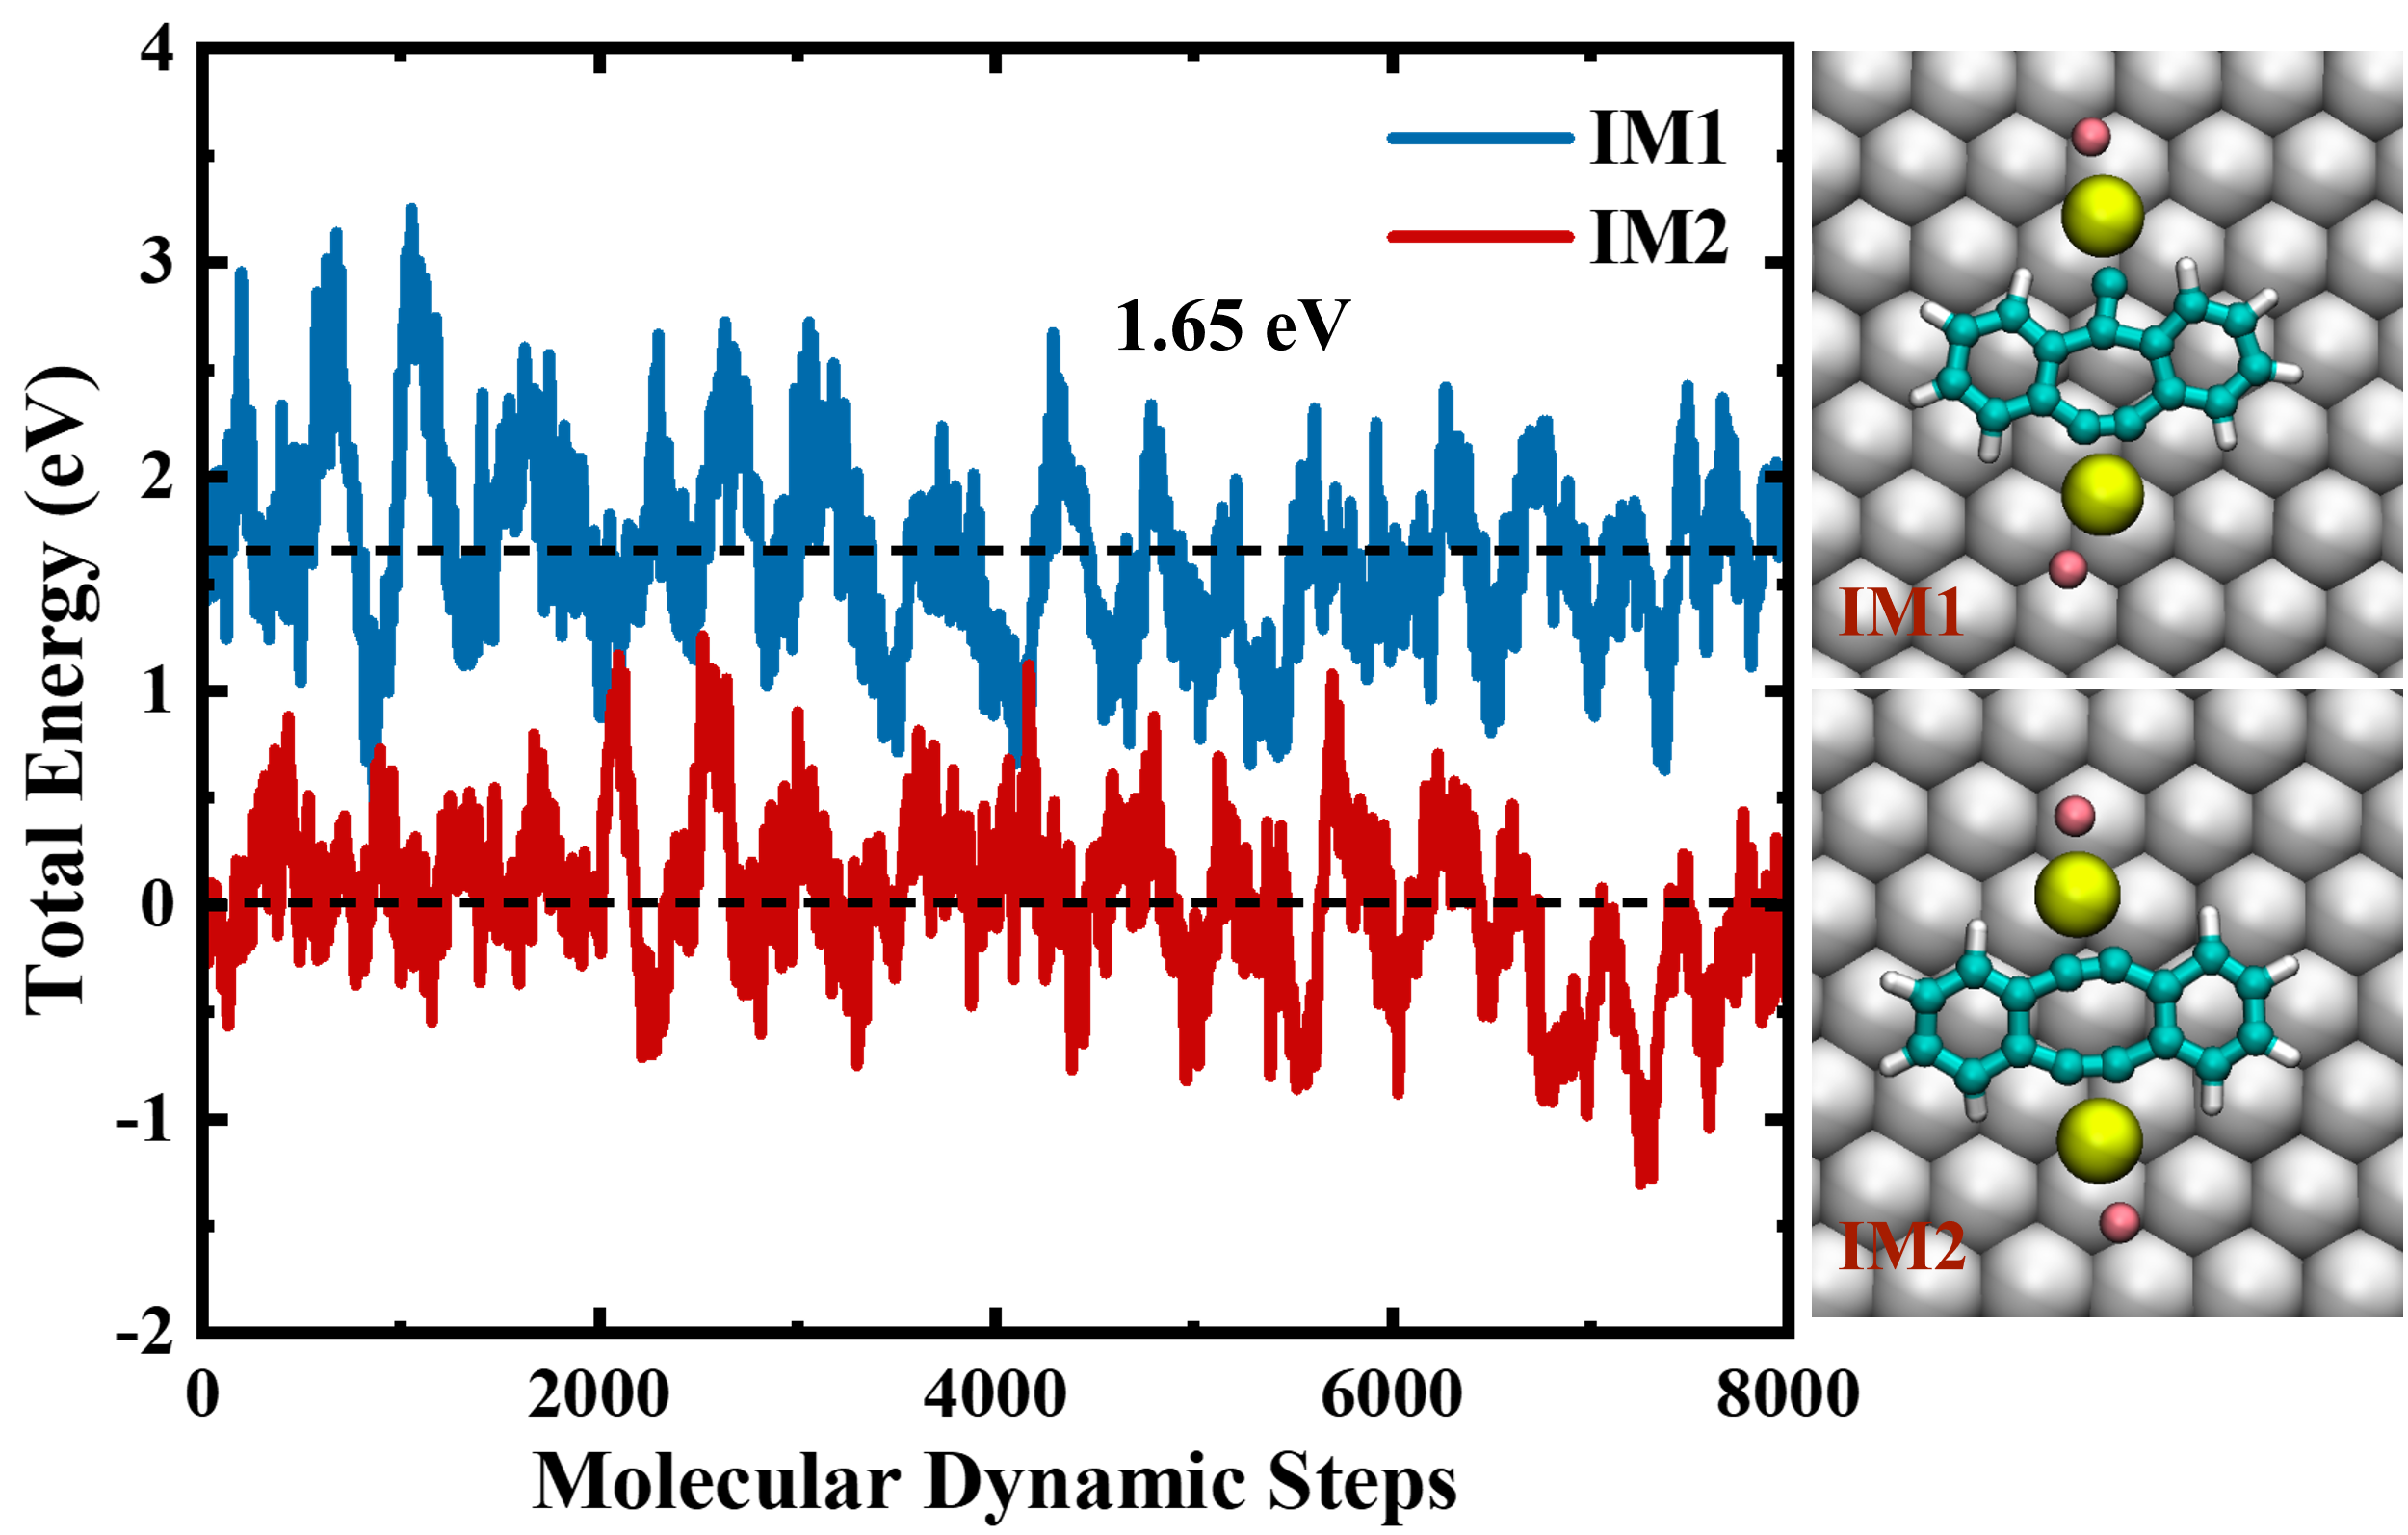 4
3
2
1
0
-1
-2
Total Energy (eV)
IM1
IM2
1.65 eV
0
2000
4000
6000
8000
Molecular Dynamic Steps
IM1
IM2